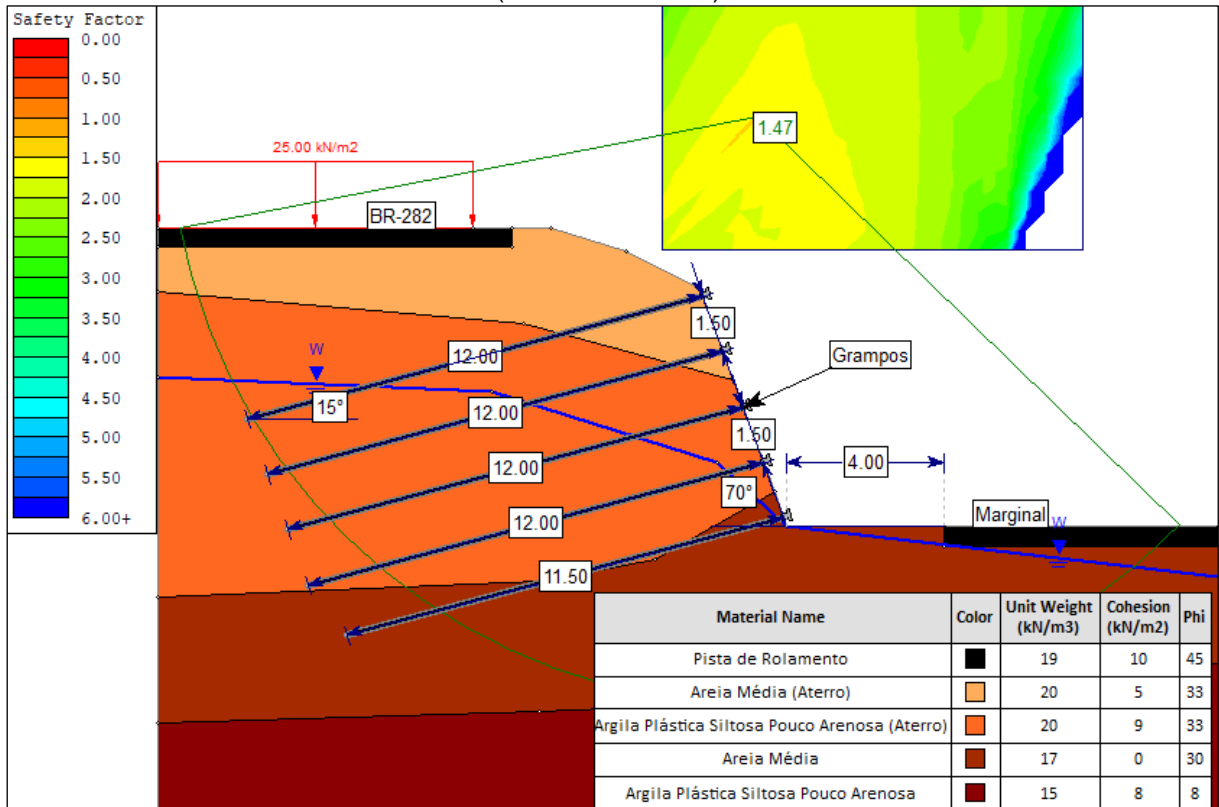 Safety Factor
0.00
0.50
1.00
1.50
2.00
2.50
3.00
3.50
4.00
4.50
5.00
5.50
6.00+
25.00 kN/m2
BR-282
1.47
W
15°
12.00
12.00
12.00
12.00
11.50
1.50
1.50
70°
Grampos
4.00
Marginal
W
Material Name Color Unit Weight (kN/m3) Cohesion (kN/m2) Phi
Pista de Rolamento 19 10 45
Areia Média (Aterro) 20 5 33
Argila Plástica Siltosa Pouco Arenosa (Aterro) 20 9 33
Areia Média 17 0 30
Argila Plástica Siltosa Pouco Arenosa 15 8 8